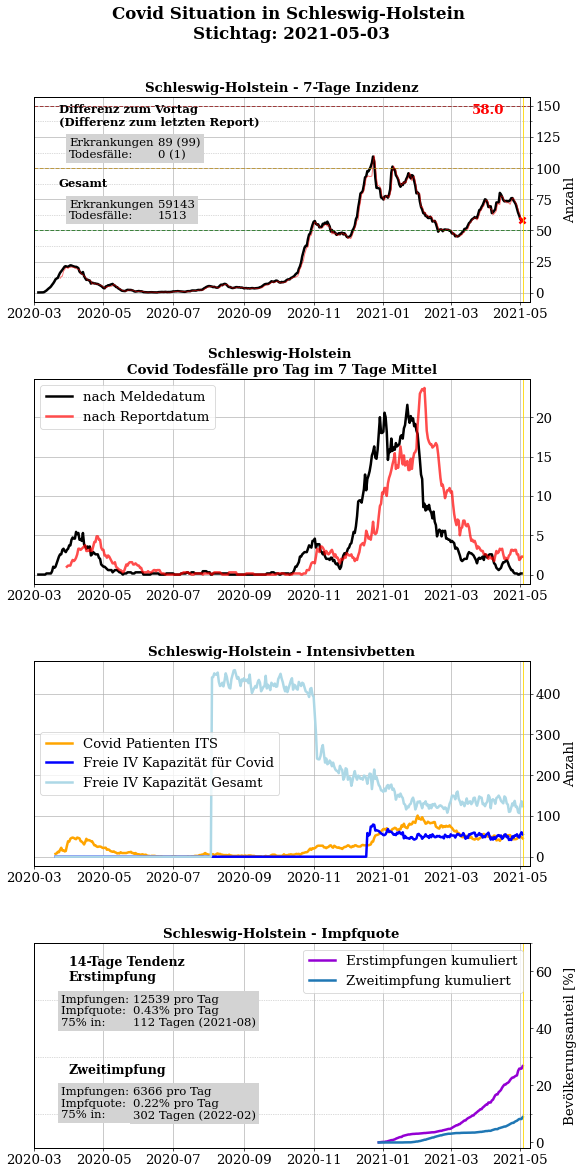 Covid Situation in Schleswig-Holstein
Stichtag: 2021-05-03
Schleswig-Holstein - 7-Tage Inzidenz
Differenz zum Vortag
(Differenz zum letzten Report)
58.0
Erkrankungen 89 (99)
Todesfälle: 0 (1)
Gesamt
Erkrankungen 59143
Todesfälle: 1513
150
125
100
75
50
25
0
Anzahl
2020-03 2020-05 2020-07 2020-09 2020-11 2021-01 2021-03 2021-05
Schleswig-Holstein
Covid Todesfälle pro Tag im 7 Tage Mittel
nach Meldedatum
nach Reportdatum
20
15
10
5
0
2020-03 2020-05 2020-07 2020-09 2020-11 2021-01 2021-03 2021-05
Schleswig-Holstein - Intensivbetten
Covid Patienten ITS
Freie IV Kapazität für Covid
Freie IV Kapazität Gesamt
400
300
200
100
0
Anzahl
2020-03 2020-05 2020-07 2020-09 2020-11 2021-01 2021-03 2021-05
Schleswig-Holstein - Impfquote
14-Tage Tendenz
Erstimpfung
Impfungen: 12539 pro Tag
Impfquote: 0.43% pro Tag
75% in: 112 Tagen (2021-08)
Zweitimpfung
Impfungen: 6366 pro Tag
Impfquote: 0.22% pro Tag
75% in: 302 Tagen (2022-02)
Erstimpfungen kumuliert
Zweitimpfung kumuliert
60
40
20
0
Bevölkerungsanteil [%]
2020-03 2020-05 2020-07 2020-09 2020-11 2021-01 2021-03 2021-05